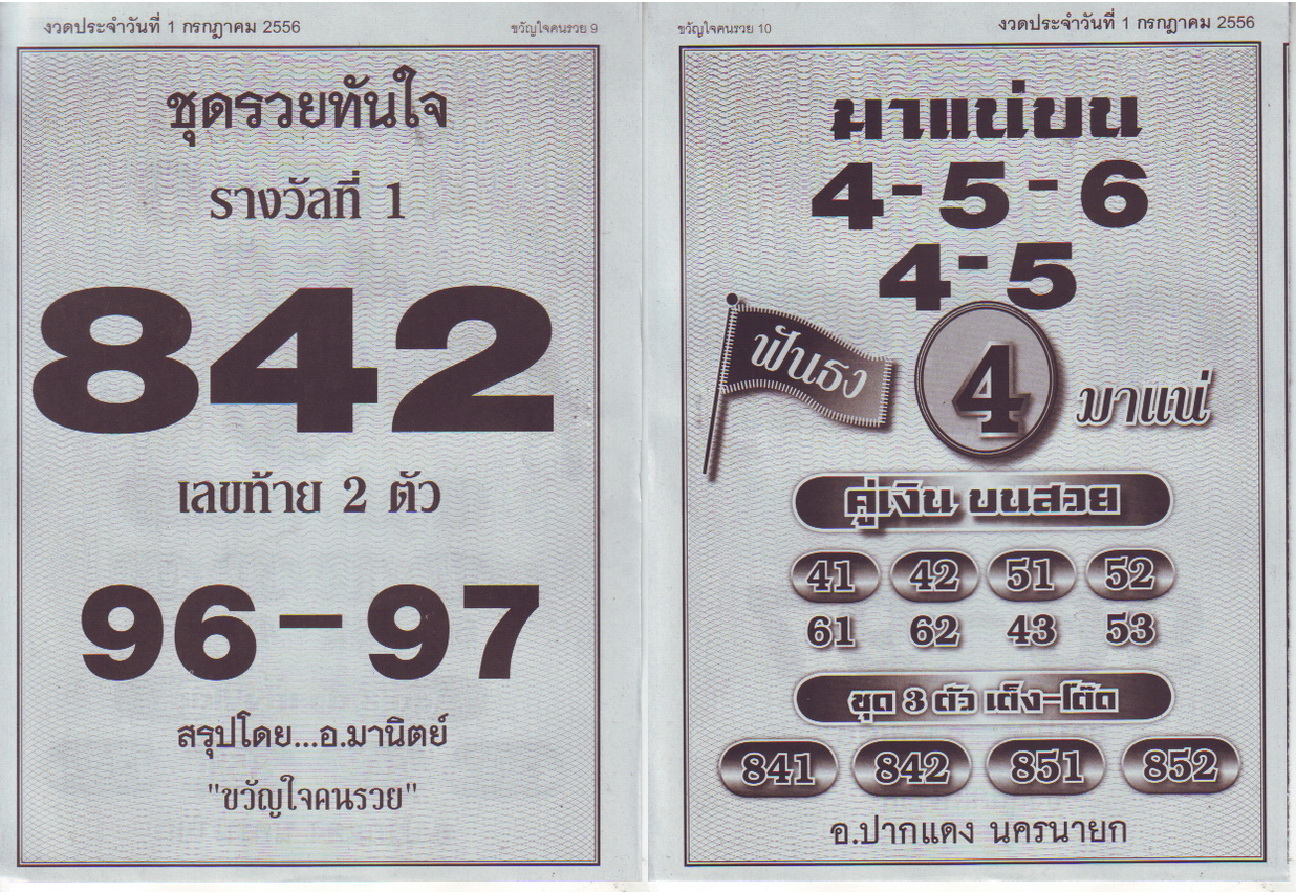 งวดประจำวันที่ 1 กรกฎาคม 2556
ขวัญใจคนรวย 9
ชุดรวยทันใจ
รางวัลที่ 1
842
เลขท้าย 2 ตัว
96-97
สรุปโดย...อ.มานิตย์
"ขวัญใจคนรวย"
ขวัญใจคนรวย 10
งวดประจำวันที่ 1 กรกฎาคม 2556
มาแน่บน
4-5-6
4-5
ฟันธง
4
มาแน่
คู่เงิน บนสวย
41 42 51 52
61 62 43 53
ชุด 3 ตัว เต็ง-โต๊ด
841 842 851 852
อ.ปากแดง นครนายก